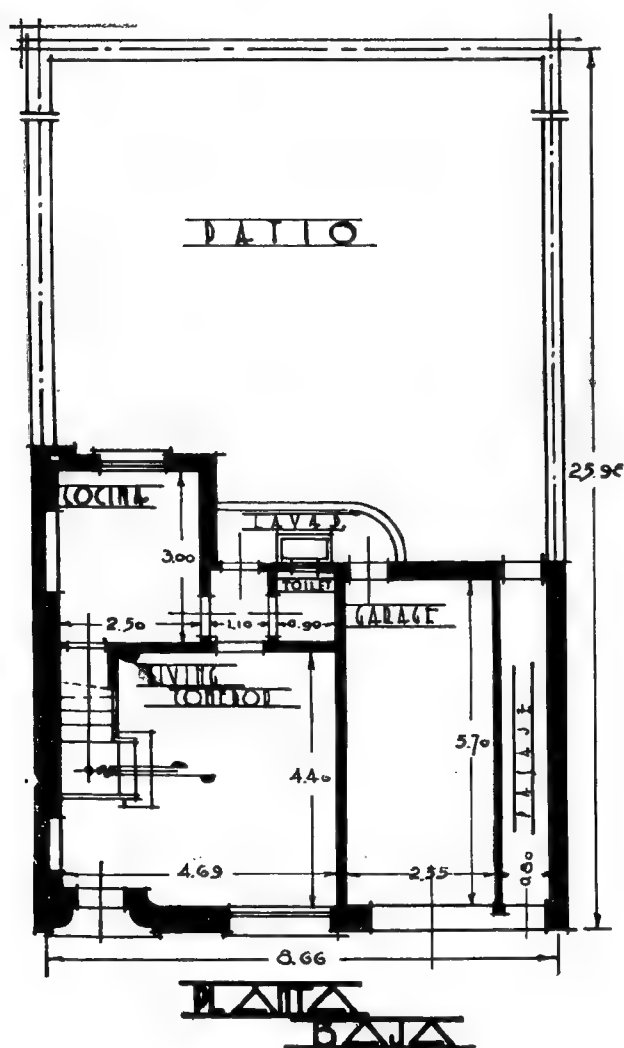 PATIO
25.90
COCINA
LAVAD.
3.00
TOILET
2.50
1.10
0.90
GARAGE
LIVING
COMEDOR
PASAJE
5.70
4.40
4.69
2.35
0.80
8.66
PLANTA
BAJA